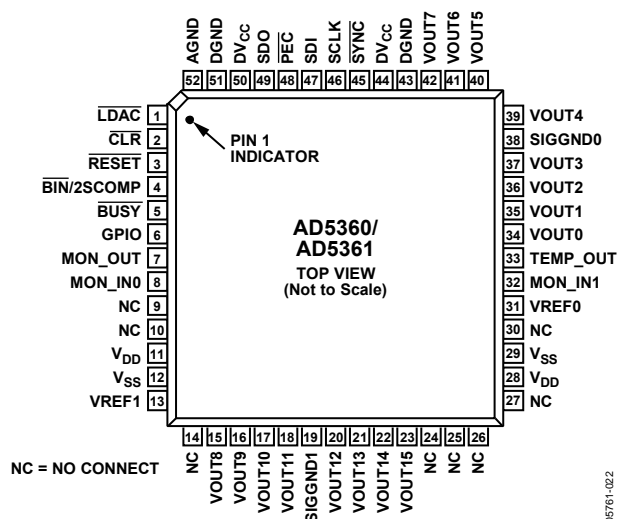 AGND
DGND
DVCC
SDO
PEC
SDI
SCLK
SYNC
DVCC
DGND
VOUT7
VOUT6
VOUT5
52 51 50 49 48 47 46 45 44 43 42 41 40
LDAC 1
CLR 2
RESET 3
BIN/2SCOMP 4
BUSY 5
GPIO 6
MON_OUT 7
MON_IN0 8
NC 9
NC 10
VDD 11
VSS 12
VREF1 13
PIN 1
INDICATOR
AD5360/
AD5361
TOP VIEW
(Not to Scale)
39 VOUT4
38 SIGGND0
37 VOUT3
36 VOUT2
35 VOUT1
34 VOUT0
33 TEMP_OUT
32 MON_IN1
31 VREF0
30 NC
29 VSS
28 VDD
27 NC
14 15 16 17 18 19 20 21 22 23 24 25 26
NC
VOUT8
VOUT9
VOUT10
VOUT11
SIGGND1
VOUT12
VOUT13
VOUT14
VOUT15
NC
NC
NC
NC = NO CONNECT
05761-022